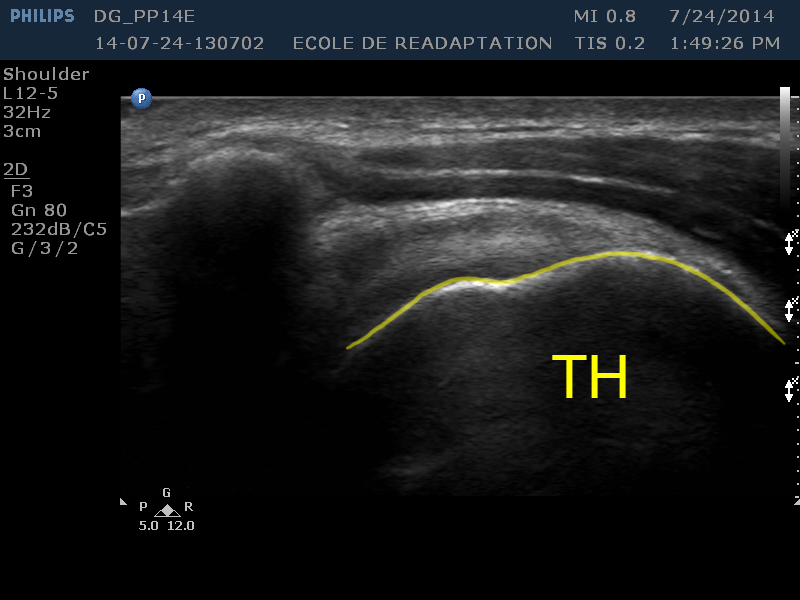 PHILIPS DG_PP14E MI 0.8 7/24/2014
14-07-24-130702 ECOLE DE READAPTATION TIS 0.2 1:49:26 PM
Shoulder
L12-5
32Hz
3cm
2D
F3
Gn 80
232dB/C5
G/3/2
P
TH
G
P R
5.0 12.0